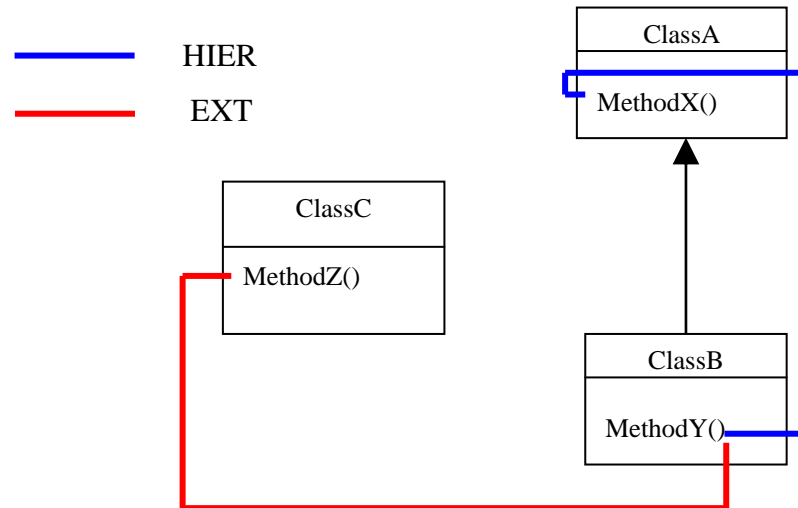 HIER
EXT
ClassA
MethodX()
ClassC
MethodZ()
ClassB
MethodY()